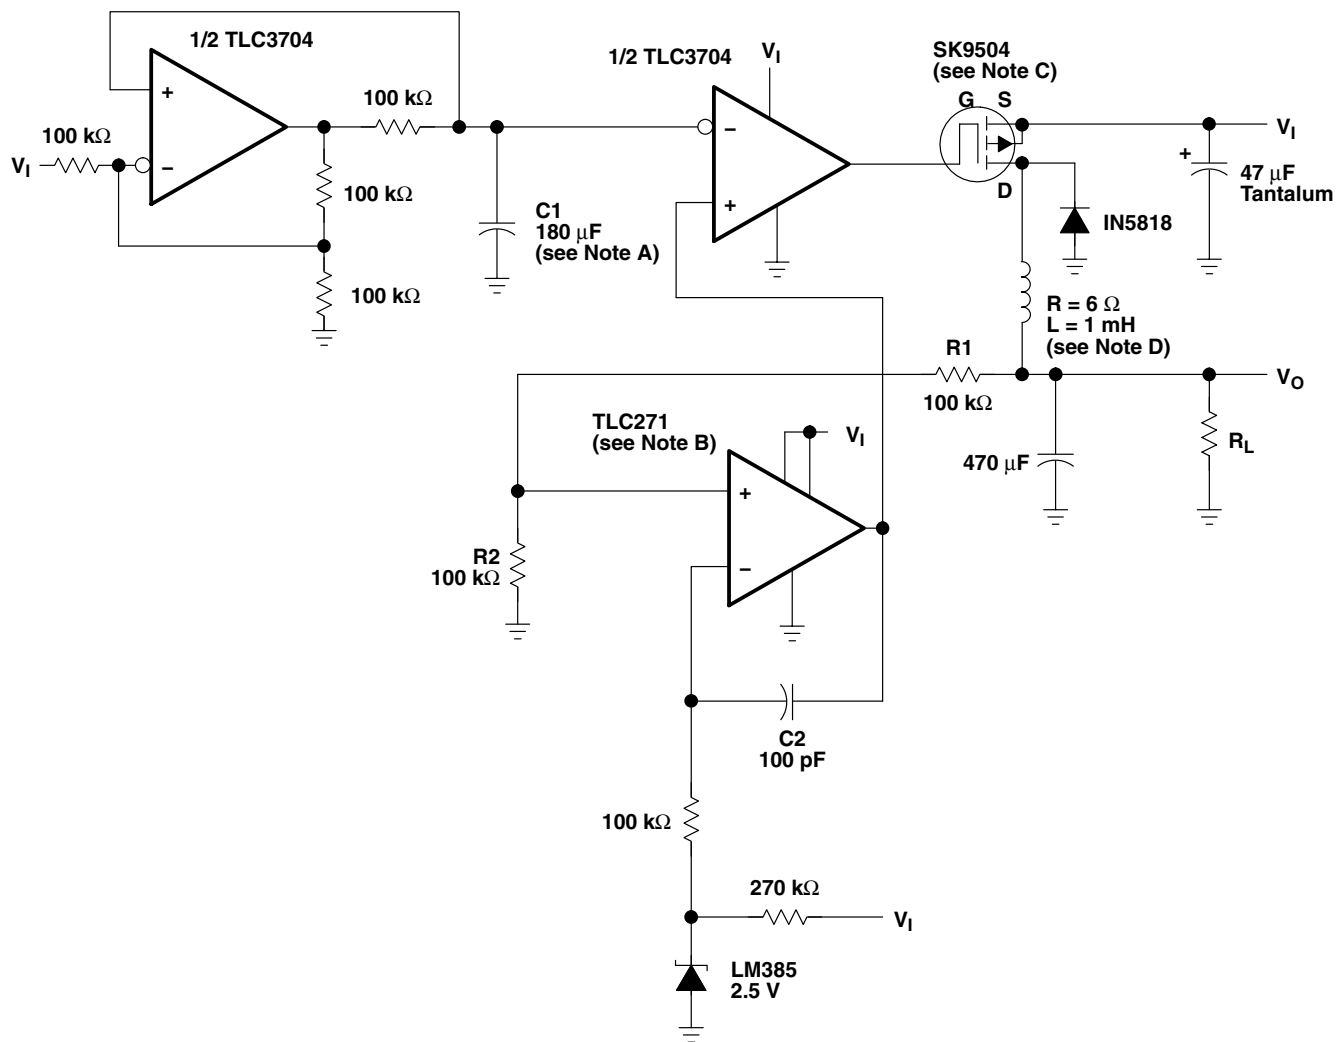 1/2 TLC3704
+
−
100 kΩ
V_I
100 kΩ
100 kΩ
100 kΩ
C1
180 μF
(see Note A)
1/2 TLC3704
V_I
−
+
SK9504
(see Note C)
G
S
D
V_I
+
47 μF
Tantalum
IN5818
R = 6 Ω
L = 1 mH
(see Note D)
R1
100 kΩ
V_O
470 μF
R_L
TLC271
(see Note B)
V_I
+
−
R2
100 kΩ
C2
100 pF
100 kΩ
270 kΩ
V_I
LM385
2.5 V